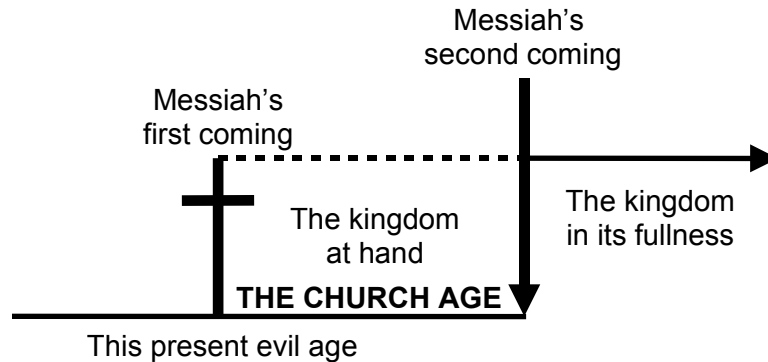 Messiah’s
second coming
Messiah’s
first coming
The kingdom
at hand
The kingdom
in its fullness
THE CHURCH AGE
This present evil age